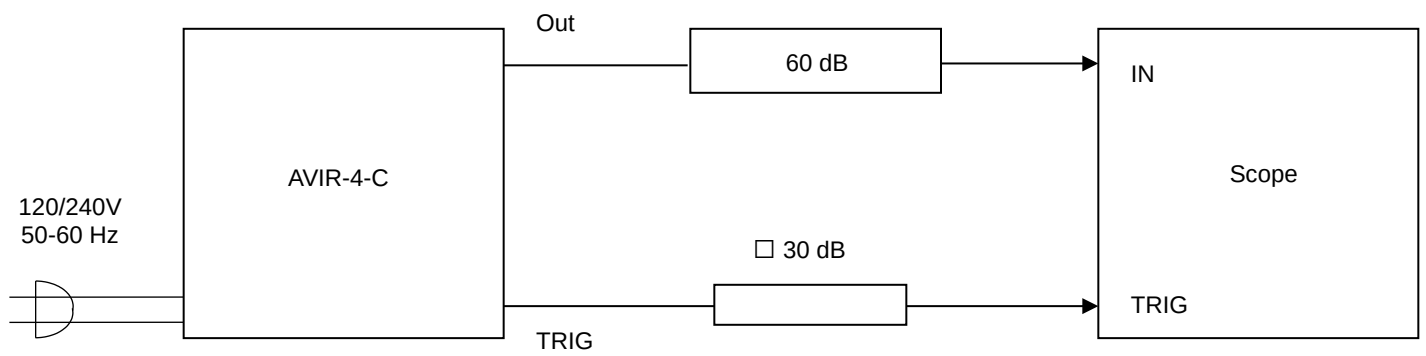 Out
60 dB
IN
AVIR-4-C
Scope
120/240V
50-60 Hz
□ 30 dB
TRIG
TRIG